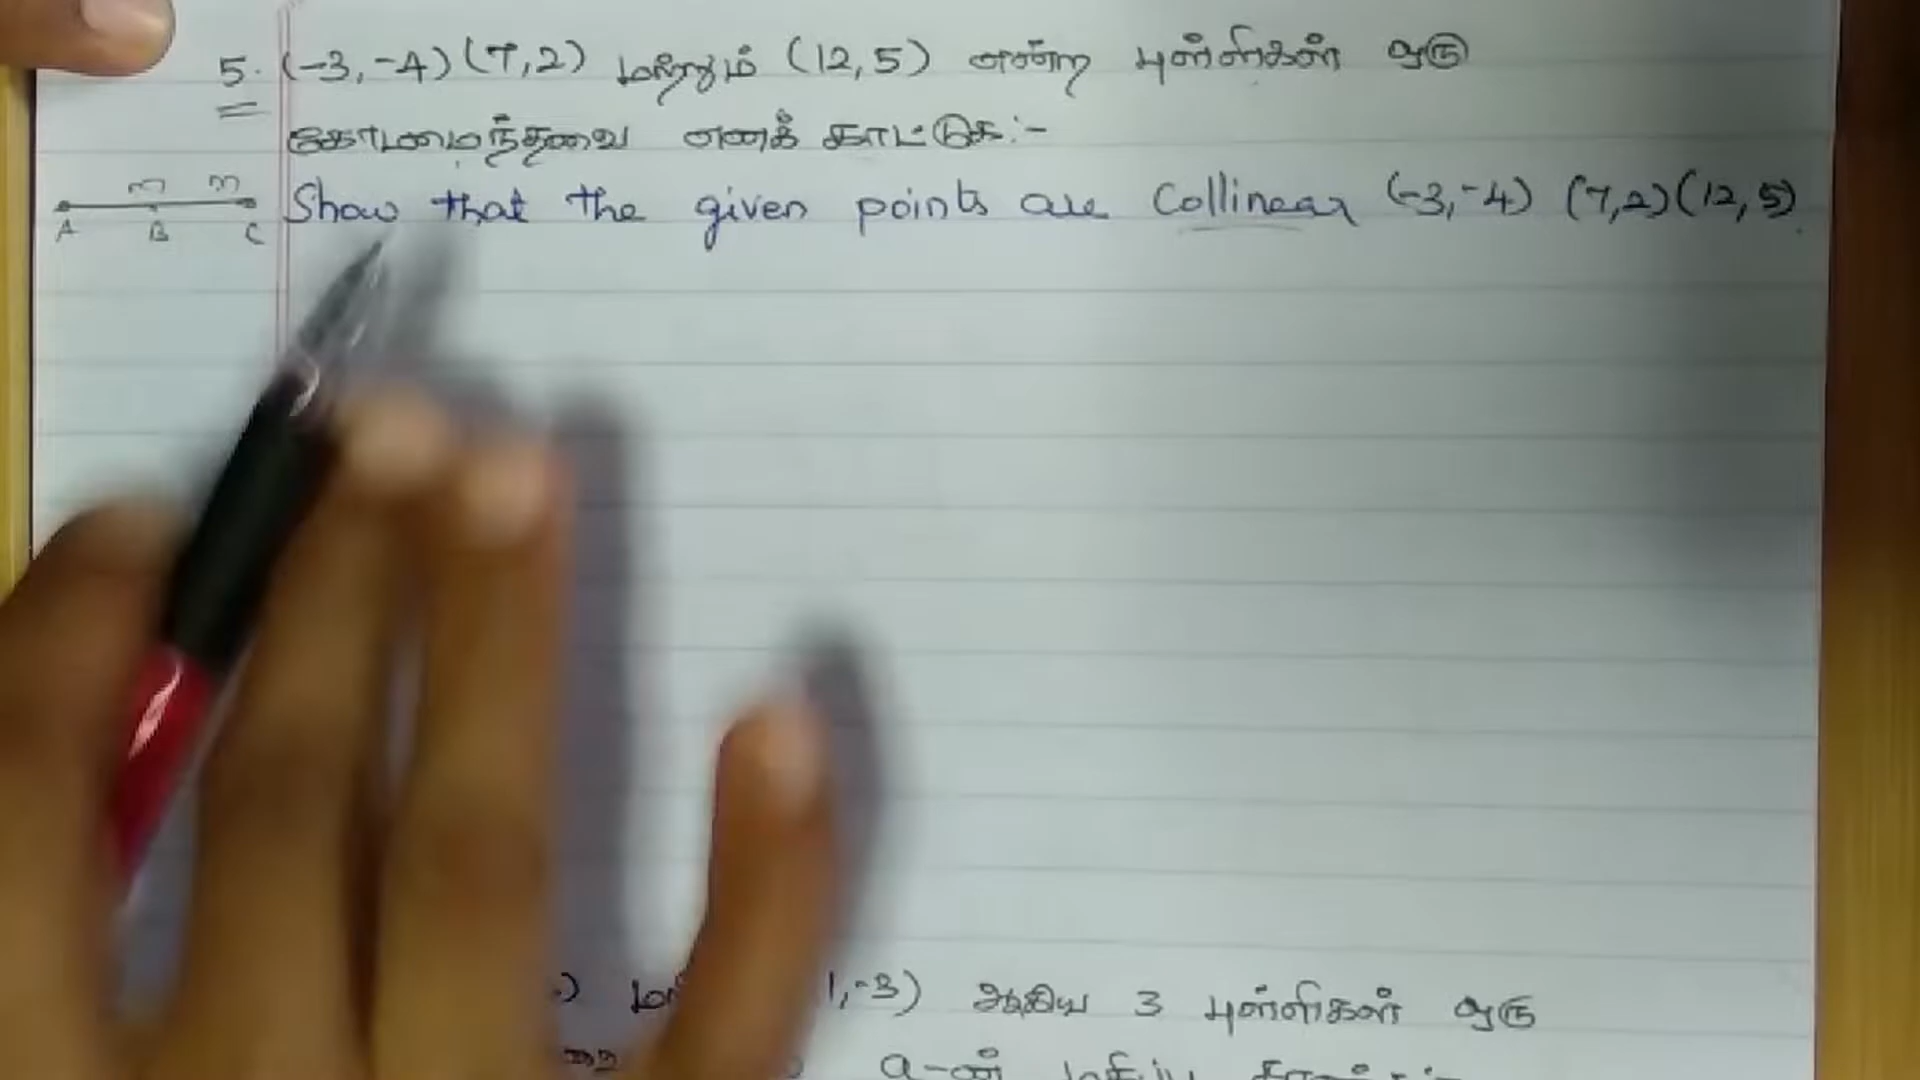 5. (-3,-4) (7,2) மற்றும் (12,5) என்ற புள்ளிகள் ஒரு
கோடமைந்தவை எனக் காட்டுக:-
m m
A B C
Show that the given points are Collinear (-3,-4) (7,2)(12,5).
1,-3) ஆகிய 3 புள்ளிகள் ஒரு
a-ன்